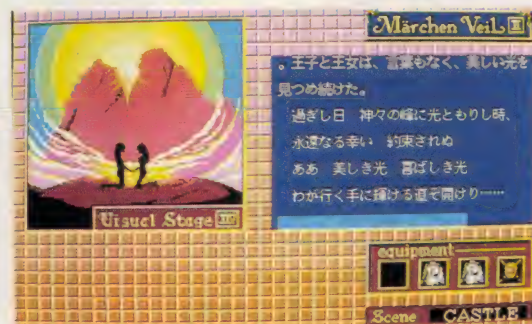 Märchen Veil II
。王子と王女は、言葉もなく、美しい光を
見つめ続けた。
過ぎし日 神々の峰に光ともりし時、
永遠なる幸い 約束されぬ
ああ 美しき光 喜ばしき光
わが行く手に輝ける道ぞ開けり……
Visucl Stage III
equipment
Scene CASTLE